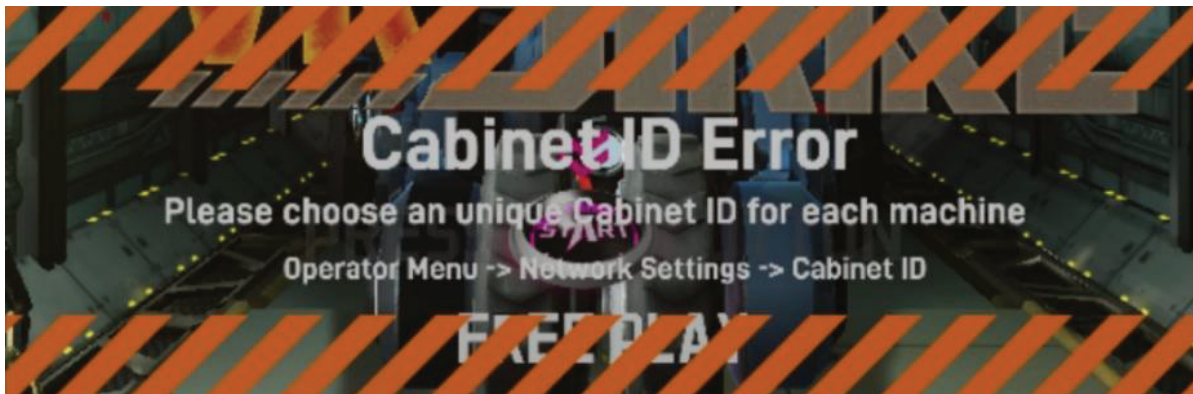 Cabinet ID Error
Please choose an unique Cabinet ID for each machine
START
Operator Menu -> Network Settings -> Cabinet ID
FREE PLAY